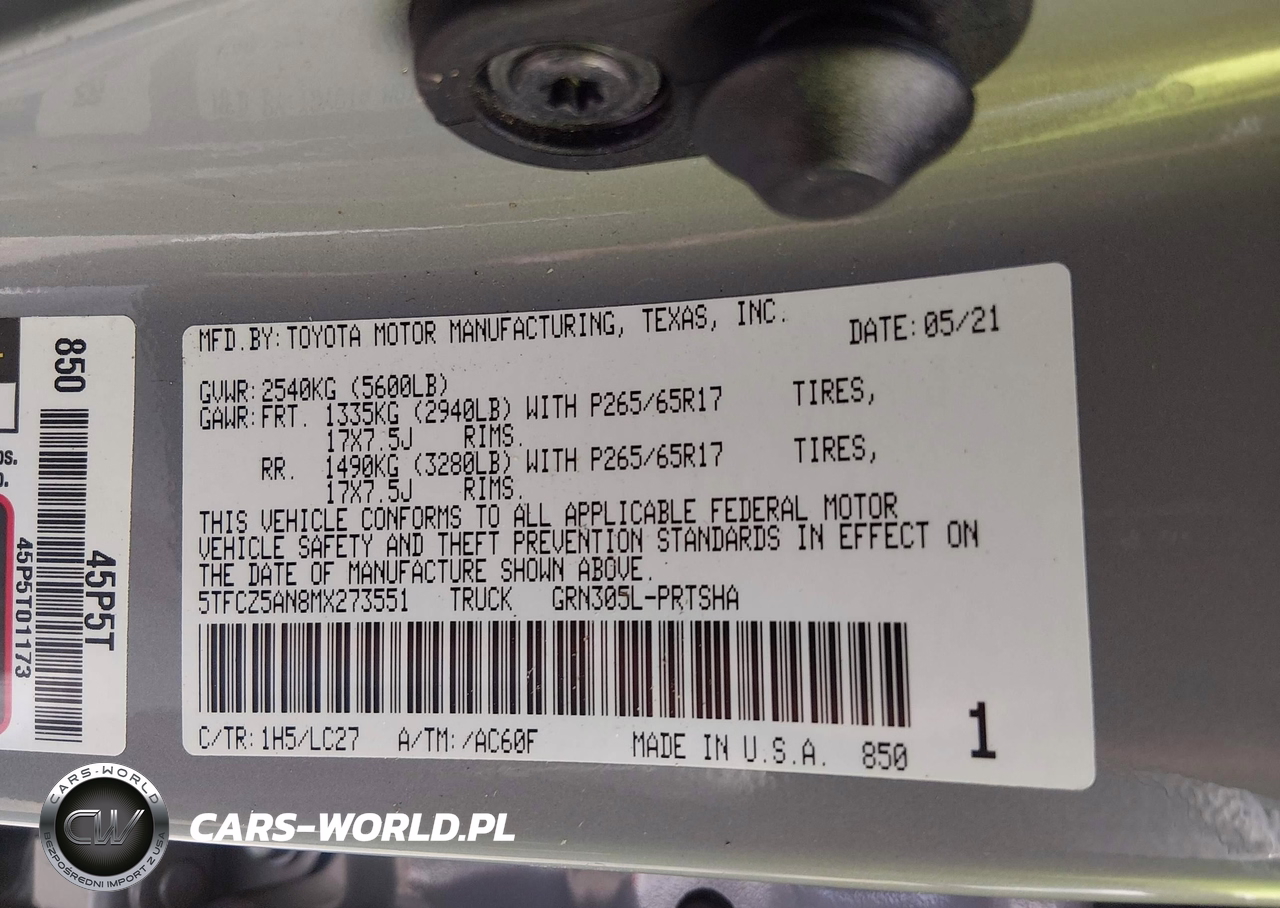 MFD.BY:TOYOTA MOTOR MANUFACTURING, TEXAS, INC. DATE:05/21
GVWR:2540KG (5600LB)
GAWR:FRT. 1335KG (2940LB) WITH P265/65R17 TIRES,
17X7.5J RIMS.
RR. 1490KG (3280LB) WITH P265/65R17 TIRES,
17X7.5J RIMS.
THIS VEHICLE CONFORMS TO ALL APPLICABLE FEDERAL MOTOR
VEHICLE SAFETY AND THEFT PREVENTION STANDARDS IN EFFECT ON
THE DATE OF MANUFACTURE SHOWN ABOVE.
5TFCZ5AN8MX273551 TRUCK GRN305L-PRTSHA
C/TR:1H5/LC27 A/TM:/AC60F MADE IN U.S.A. 850
1
850
45P5T
45P5T01173
CARS-WORLD
CW
BEZPOŚREDNI IMPORT Z USA
CARS-WORLD.PL